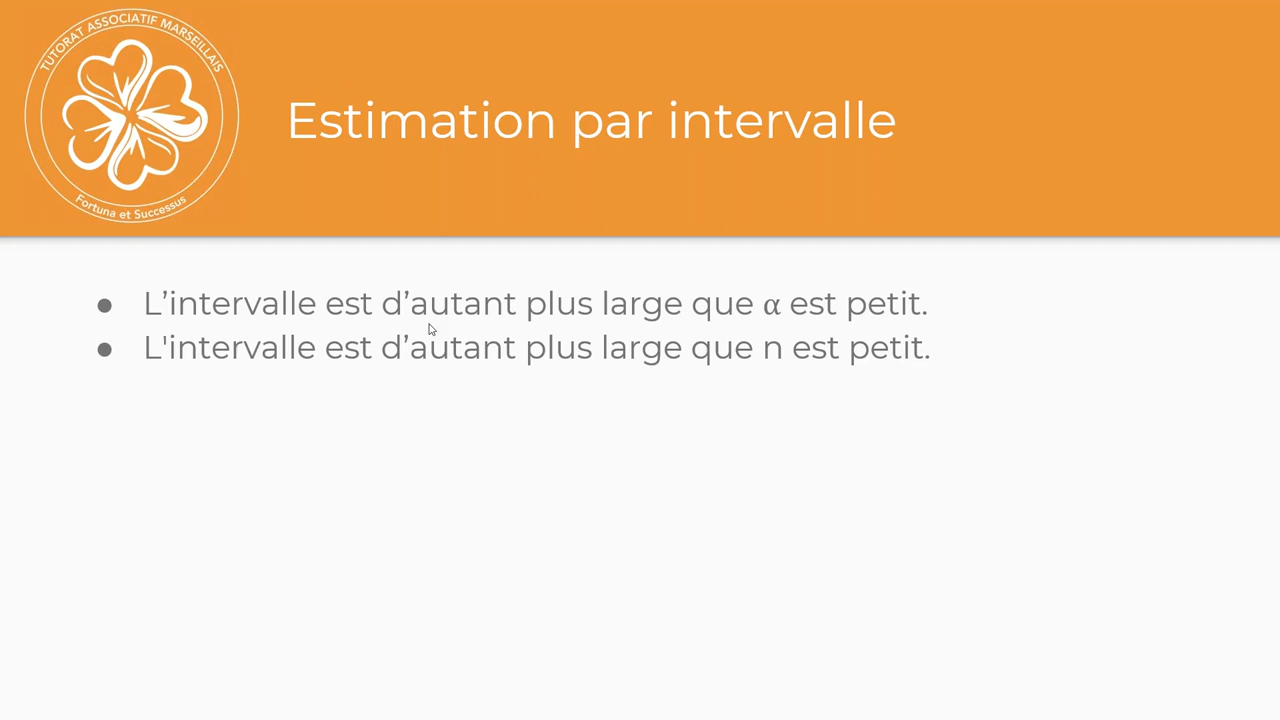 TUTORAT ASSOCIATIF MARSEILLAIS
Fortuna et Successus
Estimation par intervalle
● L’intervalle est d’autant plus large que α est petit.
● L'intervalle est d’autant plus large que n est petit.